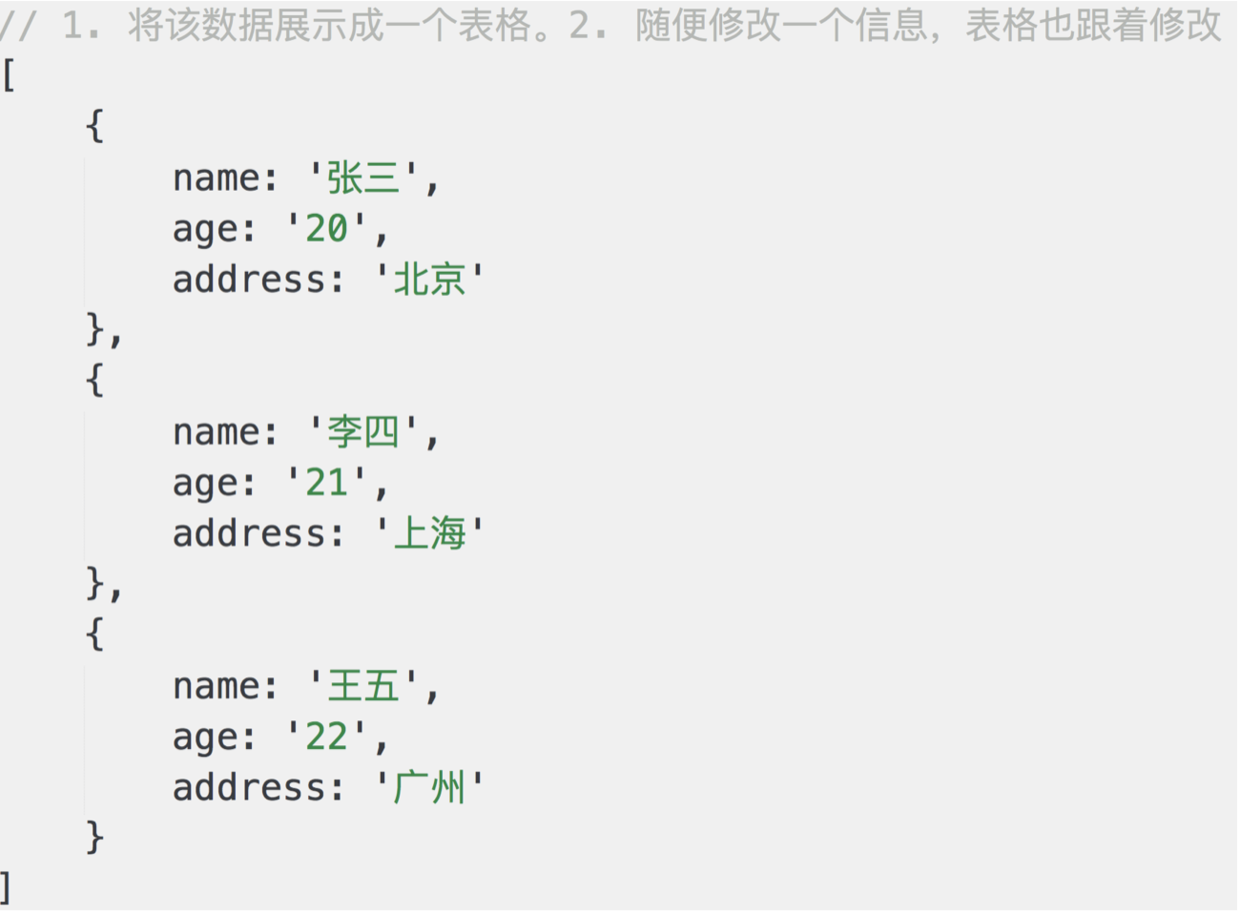 // 1. 将该数据展示成一个表格。2. 随便修改一个信息，表格也跟着修改
[
    {
        name: '张三',
        age: '20',
        address: '北京'
    },
    {
        name: '李四',
        age: '21',
        address: '上海'
    },
    {
        name: '王五',
        age: '22',
        address: '广州'
    }
]